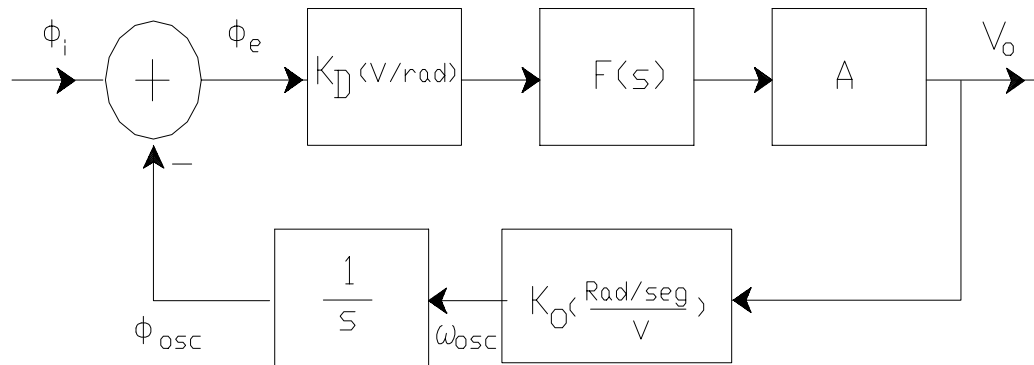 ϕi
+
ϕe
KD(V/rad)
F(s)
A
Vo
−
1
s
ϕosc
ωosc
KO(Rad/seg
V)